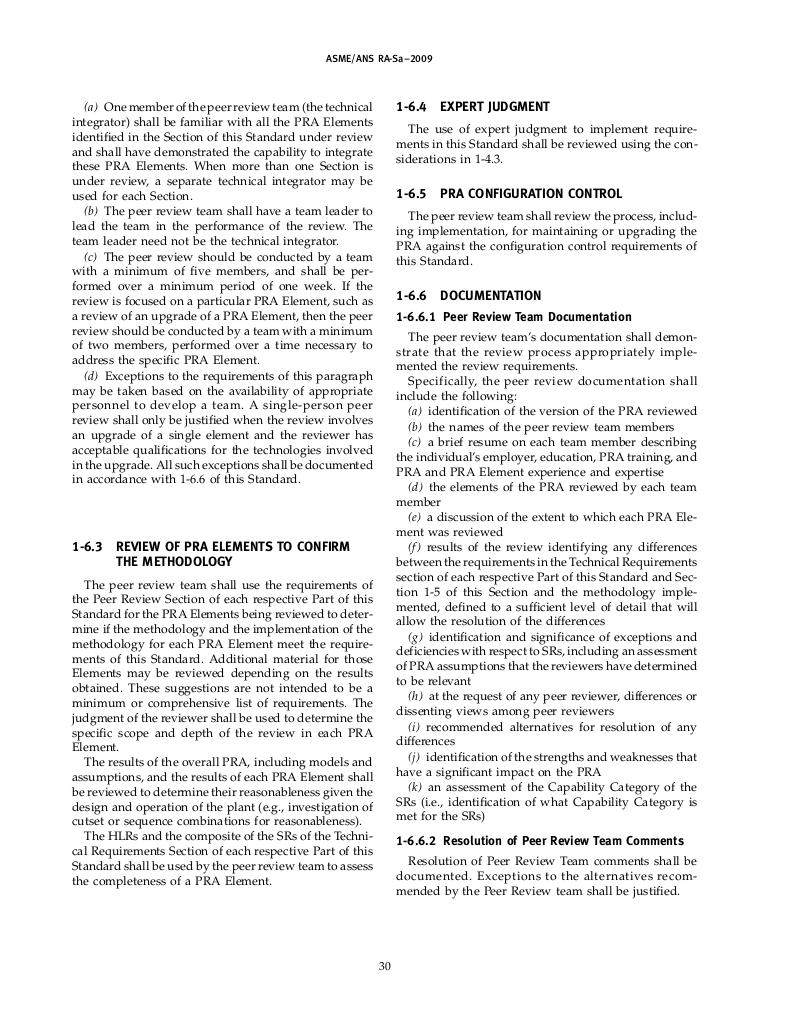 ASME/ANS RA-Sa–2009
(a) One member of the peer review team (the technical
integrator) shall be familiar with all the PRA Elements
identified in the Section of this Standard under review
and shall have demonstrated the capability to integrate
these PRA Elements. When more than one Section is
under review, a separate technical integrator may be
used for each Section.
(b) The peer review team shall have a team leader to
lead the team in the performance of the review. The
team leader need not be the technical integrator.
(c) The peer review should be conducted by a team
with a minimum of five members, and shall be per-
formed over a minimum period of one week. If the
review is focused on a particular PRA Element, such as
a review of an upgrade of a PRA Element, then the peer
review should be conducted by a team with a minimum
of two members, performed over a time necessary to
address the specific PRA Element.
(d) Exceptions to the requirements of this paragraph
may be taken based on the availability of appropriate
personnel to develop a team. A single-person peer
review shall only be justified when the review involves
an upgrade of a single element and the reviewer has
acceptable qualifications for the technologies involved
in the upgrade. All such exceptions shall be documented
in accordance with 1-6.6 of this Standard.
1-6.3 REVIEW OF PRA ELEMENTS TO CONFIRM
THE METHODOLOGY
The peer review team shall use the requirements of
the Peer Review Section of each respective Part of this
Standard for the PRA Elements being reviewed to deter-
mine if the methodology and the implementation of the
methodology for each PRA Element meet the require-
ments of this Standard. Additional material for those
Elements may be reviewed depending on the results
obtained. These suggestions are not intended to be a
minimum or comprehensive list of requirements. The
judgment of the reviewer shall be used to determine the
specific scope and depth of the review in each PRA
Element.
The results of the overall PRA, including models and
assumptions, and the results of each PRA Element shall
be reviewed to determine their reasonableness given the
design and operation of the plant (e.g., investigation of
cutset or sequence combinations for reasonableness).
The HLRs and the composite of the SRs of the Techni-
cal Requirements Section of each respective Part of this
Standard shall be used by the peer review team to assess
the completeness of a PRA Element.
1-6.4 EXPERT JUDGMENT
The use of expert judgment to implement require-
ments in this Standard shall be reviewed using the con-
siderations in 1-4.3.
1-6.5 PRA CONFIGURATION CONTROL
The peer review team shall review the process, includ-
ing implementation, for maintaining or upgrading the
PRA against the configuration control requirements of
this Standard.
1-6.6 DOCUMENTATION
1-6.6.1 Peer Review Team Documentation
The peer review team's documentation shall demon-
strate that the review process appropriately imple-
mented the review requirements.
Specifically, the peer review documentation shall
include the following:
(a) identification of the version of the PRA reviewed
(b) the names of the peer review team members
(c) a brief resume on each team member describing
the individual's employer, education, PRA training, and
PRA and PRA Element experience and expertise
(d) the elements of the PRA reviewed by each team
member
(e) a discussion of the extent to which each PRA Ele-
ment was reviewed
(f) results of the review identifying any differences
between the requirements in the Technical Requirements
section of each respective Part of this Standard and Sec-
tion 1-5 of this Section and the methodology imple-
mented, defined to a sufficient level of detail that will
allow the resolution of the differences
(g) identification and significance of exceptions and
deficiencies with respect to SRs, including an assessment
of PRA assumptions that the reviewers have determined
to be relevant
(h) at the request of any peer reviewer, differences or
dissenting views among peer reviewers
(i) recommended alternatives for resolution of any
differences
(j) identification of the strengths and weaknesses that
have a significant impact on the PRA
(k) an assessment of the Capability Category of the
SRs (i.e., identification of what Capability Category is
met for the SRs)
1-6.6.2 Resolution of Peer Review Team Comments
Resolution of Peer Review Team comments shall be
documented. Exceptions to the alternatives recom-
mended by the Peer Review team shall be justified.
30